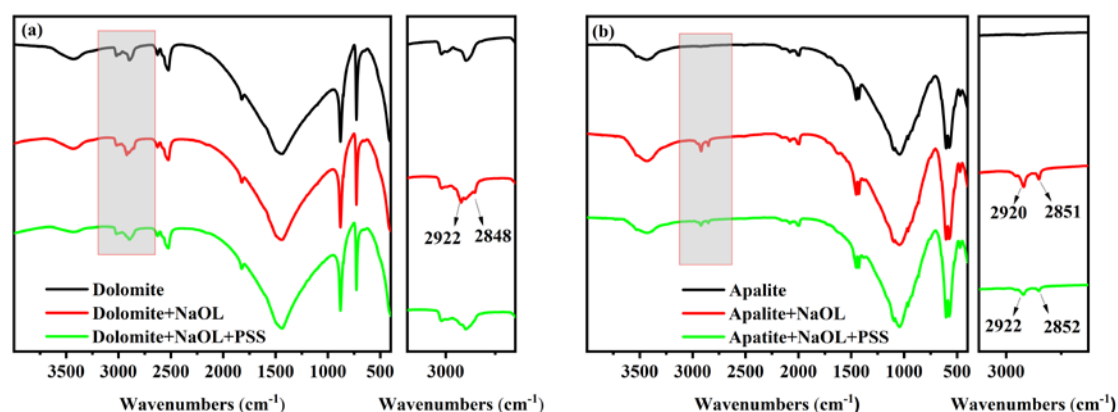 (a)
2922 2848
Dolomite
Dolomite+NaOL
Dolomite+NaOL+PSS
3500 3000 2500 2000 1500 1000 500
3000
Wavenumbers (cm-1)
Wavenumbers (cm-1)
(b)
2920 2851
2922 2852
Apalite
Apalite+NaOL
Apatite+NaOL+PSS
3500 3000 2500 2000 1500 1000 500
3000
Wavenumbers (cm-1)
Wavenumbers (cm-1)